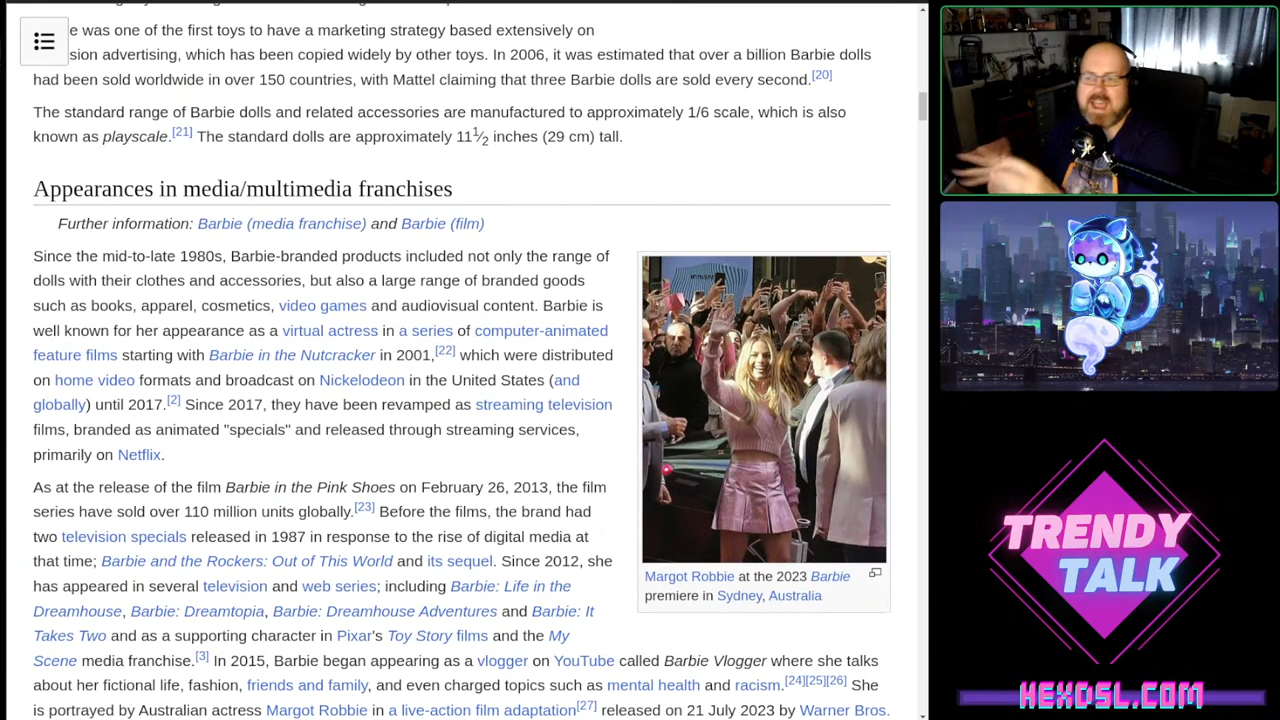 e was one of the first toys to have a marketing strategy based extensively on
sion advertising, which has been copied widely by other toys. In 2006, it was estimated that over a billion Barbie dolls
had been sold worldwide in over 150 countries, with Mattel claiming that three Barbie dolls are sold every second.[20]
The standard range of Barbie dolls and related accessories are manufactured to approximately 1/6 scale, which is also
known as playscale.[21] The standard dolls are approximately 11 1⁄2 inches (29 cm) tall.
Appearances in media/multimedia franchises
Further information: Barbie (media franchise) and Barbie (film)
Since the mid-to-late 1980s, Barbie-branded products included not only the range of
dolls with their clothes and accessories, but also a large range of branded goods
such as books, apparel, cosmetics, video games and audiovisual content. Barbie is
well known for her appearance as a virtual actress in a series of computer-animated
feature films starting with Barbie in the Nutcracker in 2001,[22] which were distributed
on home video formats and broadcast on Nickelodeon in the United States (and
globally) until 2017.[2] Since 2017, they have been revamped as streaming television
films, branded as animated "specials" and released through streaming services,
primarily on Netflix.
As at the release of the film Barbie in the Pink Shoes on February 26, 2013, the film
series have sold over 110 million units globally.[23] Before the films, the brand had
two television specials released in 1987 in response to the rise of digital media at
that time; Barbie and the Rockers: Out of This World and its sequel. Since 2012, she
has appeared in several television and web series; including Barbie: Life in the
Dreamhouse, Barbie: Dreamtopia, Barbie: Dreamhouse Adventures and Barbie: It
Takes Two and as a supporting character in Pixar's Toy Story films and the My
Scene media franchise.[3] In 2015, Barbie began appearing as a vlogger on YouTube called Barbie Vlogger where she talks
about her fictional life, fashion, friends and family, and even charged topics such as mental health and racism.[24][25][26] She
is portrayed by Australian actress Margot Robbie in a live-action film adaptation[27] released on 21 July 2023 by Warner Bros.
Margot Robbie at the 2023 Barbie
premiere in Sydney, Australia
TRENDY
TALK
HEXDSL.COM